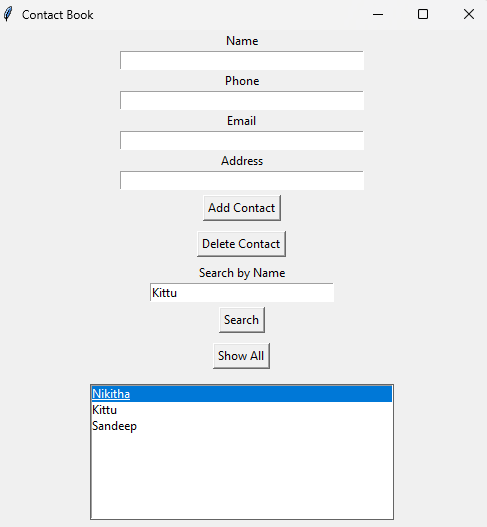 Contact Book
Name
Phone
Email
Address
Add Contact
Delete Contact
Search by Name
Kittu
Search
Show All
Nikitha
Kittu
Sandeep